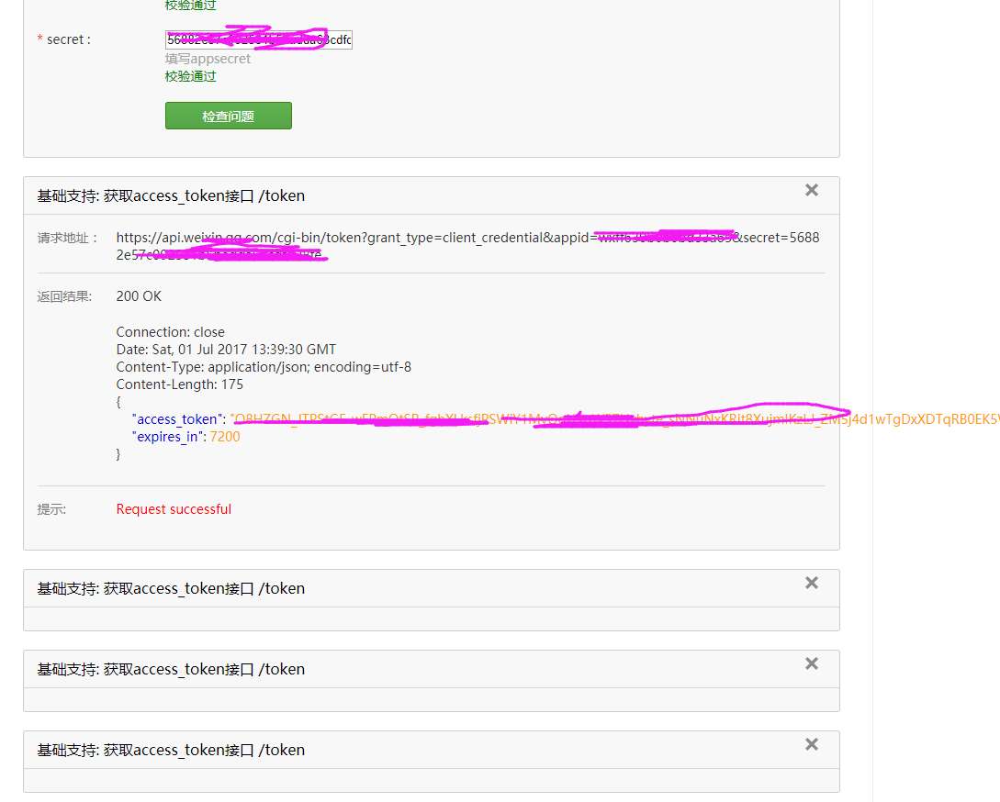 校验通过
* secret :
填写appsecret
校验通过
检查问题
基础支持: 获取access_token接口 /token
请求地址： https://api.weixin.qq.com/cgi-bin/token?grant_type=client_credential&appid= &secret=5688
返回结果: 200 OK
Connection: close
Date: Sat, 01 Jul 2017 13:39:30 GMT
Content-Type: application/json; encoding=utf-8
Content-Length: 175
{
"access_token":
"expires_in": 7200
}
提示: Request successful
基础支持: 获取access_token接口 /token
基础支持: 获取access_token接口 /token
基础支持: 获取access_token接口 /token